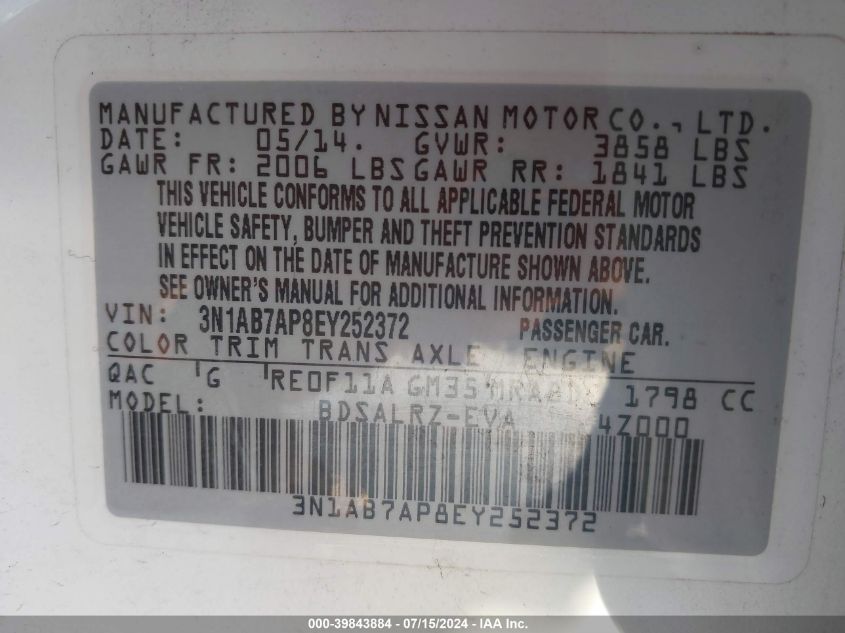 MANUFACTURED BY NISSAN MOTOR CO., LTD.
DATE: 05/14. GVWR: 3858 LBS
GAWR FR: 2006 LBS GAWR RR: 1841 LBS
THIS VEHICLE CONFORMS TO ALL APPLICABLE FEDERAL MOTOR
VEHICLE SAFETY, BUMPER AND THEFT PREVENTION STANDARDS
IN EFFECT ON THE DATE OF MANUFACTURE SHOWN ABOVE.
SEE OWNER'S MANUAL FOR ADDITIONAL INFORMATION.
VIN: 3N1AB7AP8EY252372 PASSENGER CAR.
COLOR TRIM TRANS AXLE ENGINE
QAC G RE0F11A GM35 1798 CC
MODEL: BDSALRZ-EVA 4Z000
3N1AB7AP8EY252372
000-39843884 / 07/15/2024 - IAA Inc.